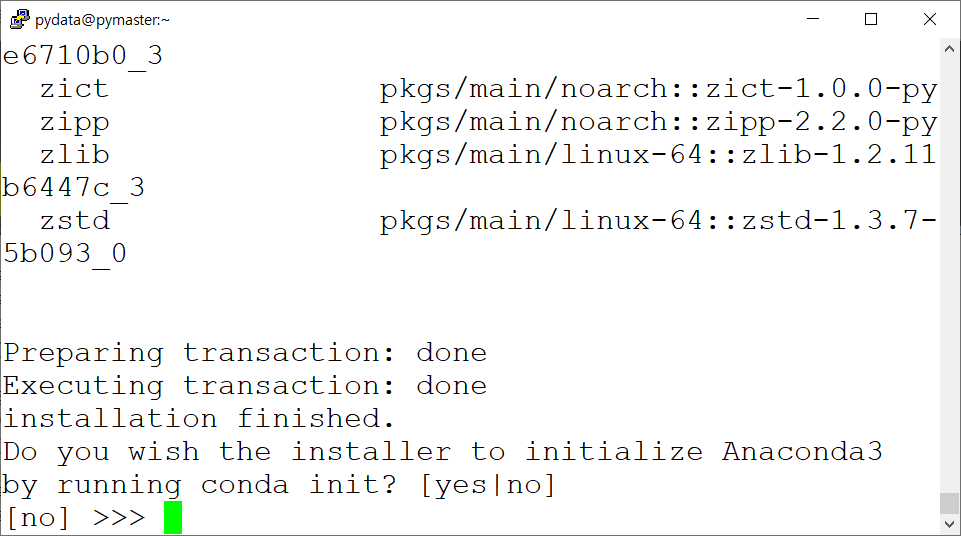 pydata@pymaster:~
e6710b0_3
zict pkgs/main/noarch::zict-1.0.0-py
zipp pkgs/main/noarch::zipp-2.2.0-py
zlib pkgs/main/linux-64::zlib-1.2.11
b6447c_3
zstd pkgs/main/linux-64::zstd-1.3.7-
5b093_0
Preparing transaction: done
Executing transaction: done
installation finished.
Do you wish the installer to initialize Anaconda3
by running conda init? [yes|no]
[no] >>>